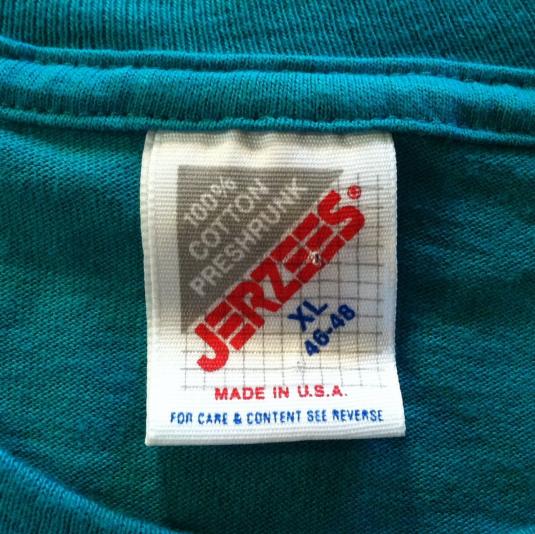 100%
COTTON
PRESHRUNK
JERZEES®
XL
46-48
MADE IN U.S.A.
FOR CARE & CONTENT SEE REVERSE